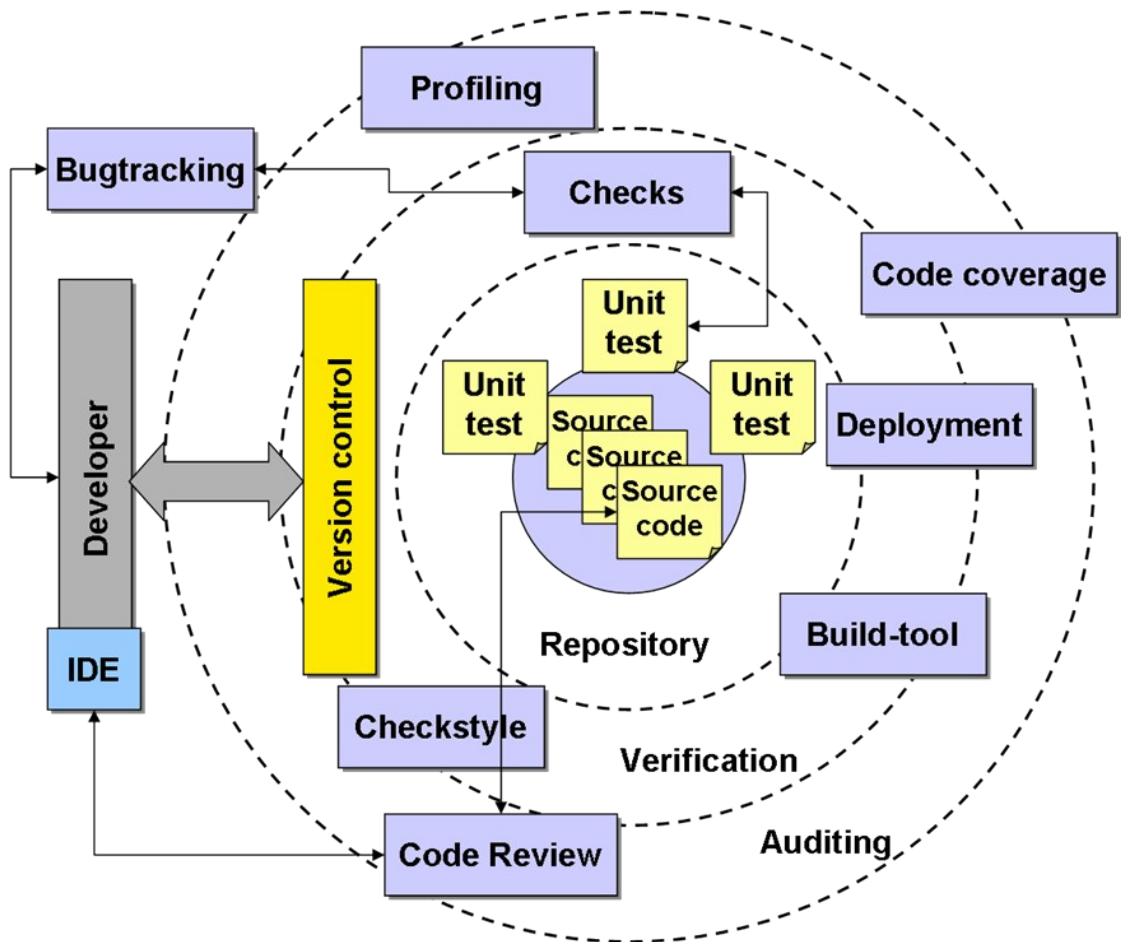 Profiling
Bugtracking
Checks
Code coverage
Unit
test
Unit
test
Unit
test
Source
c
Source
c
Source
code
Deployment
Developer
Version control
Repository
Build-tool
IDE
Checkstyle
Verification
Auditing
Code Review